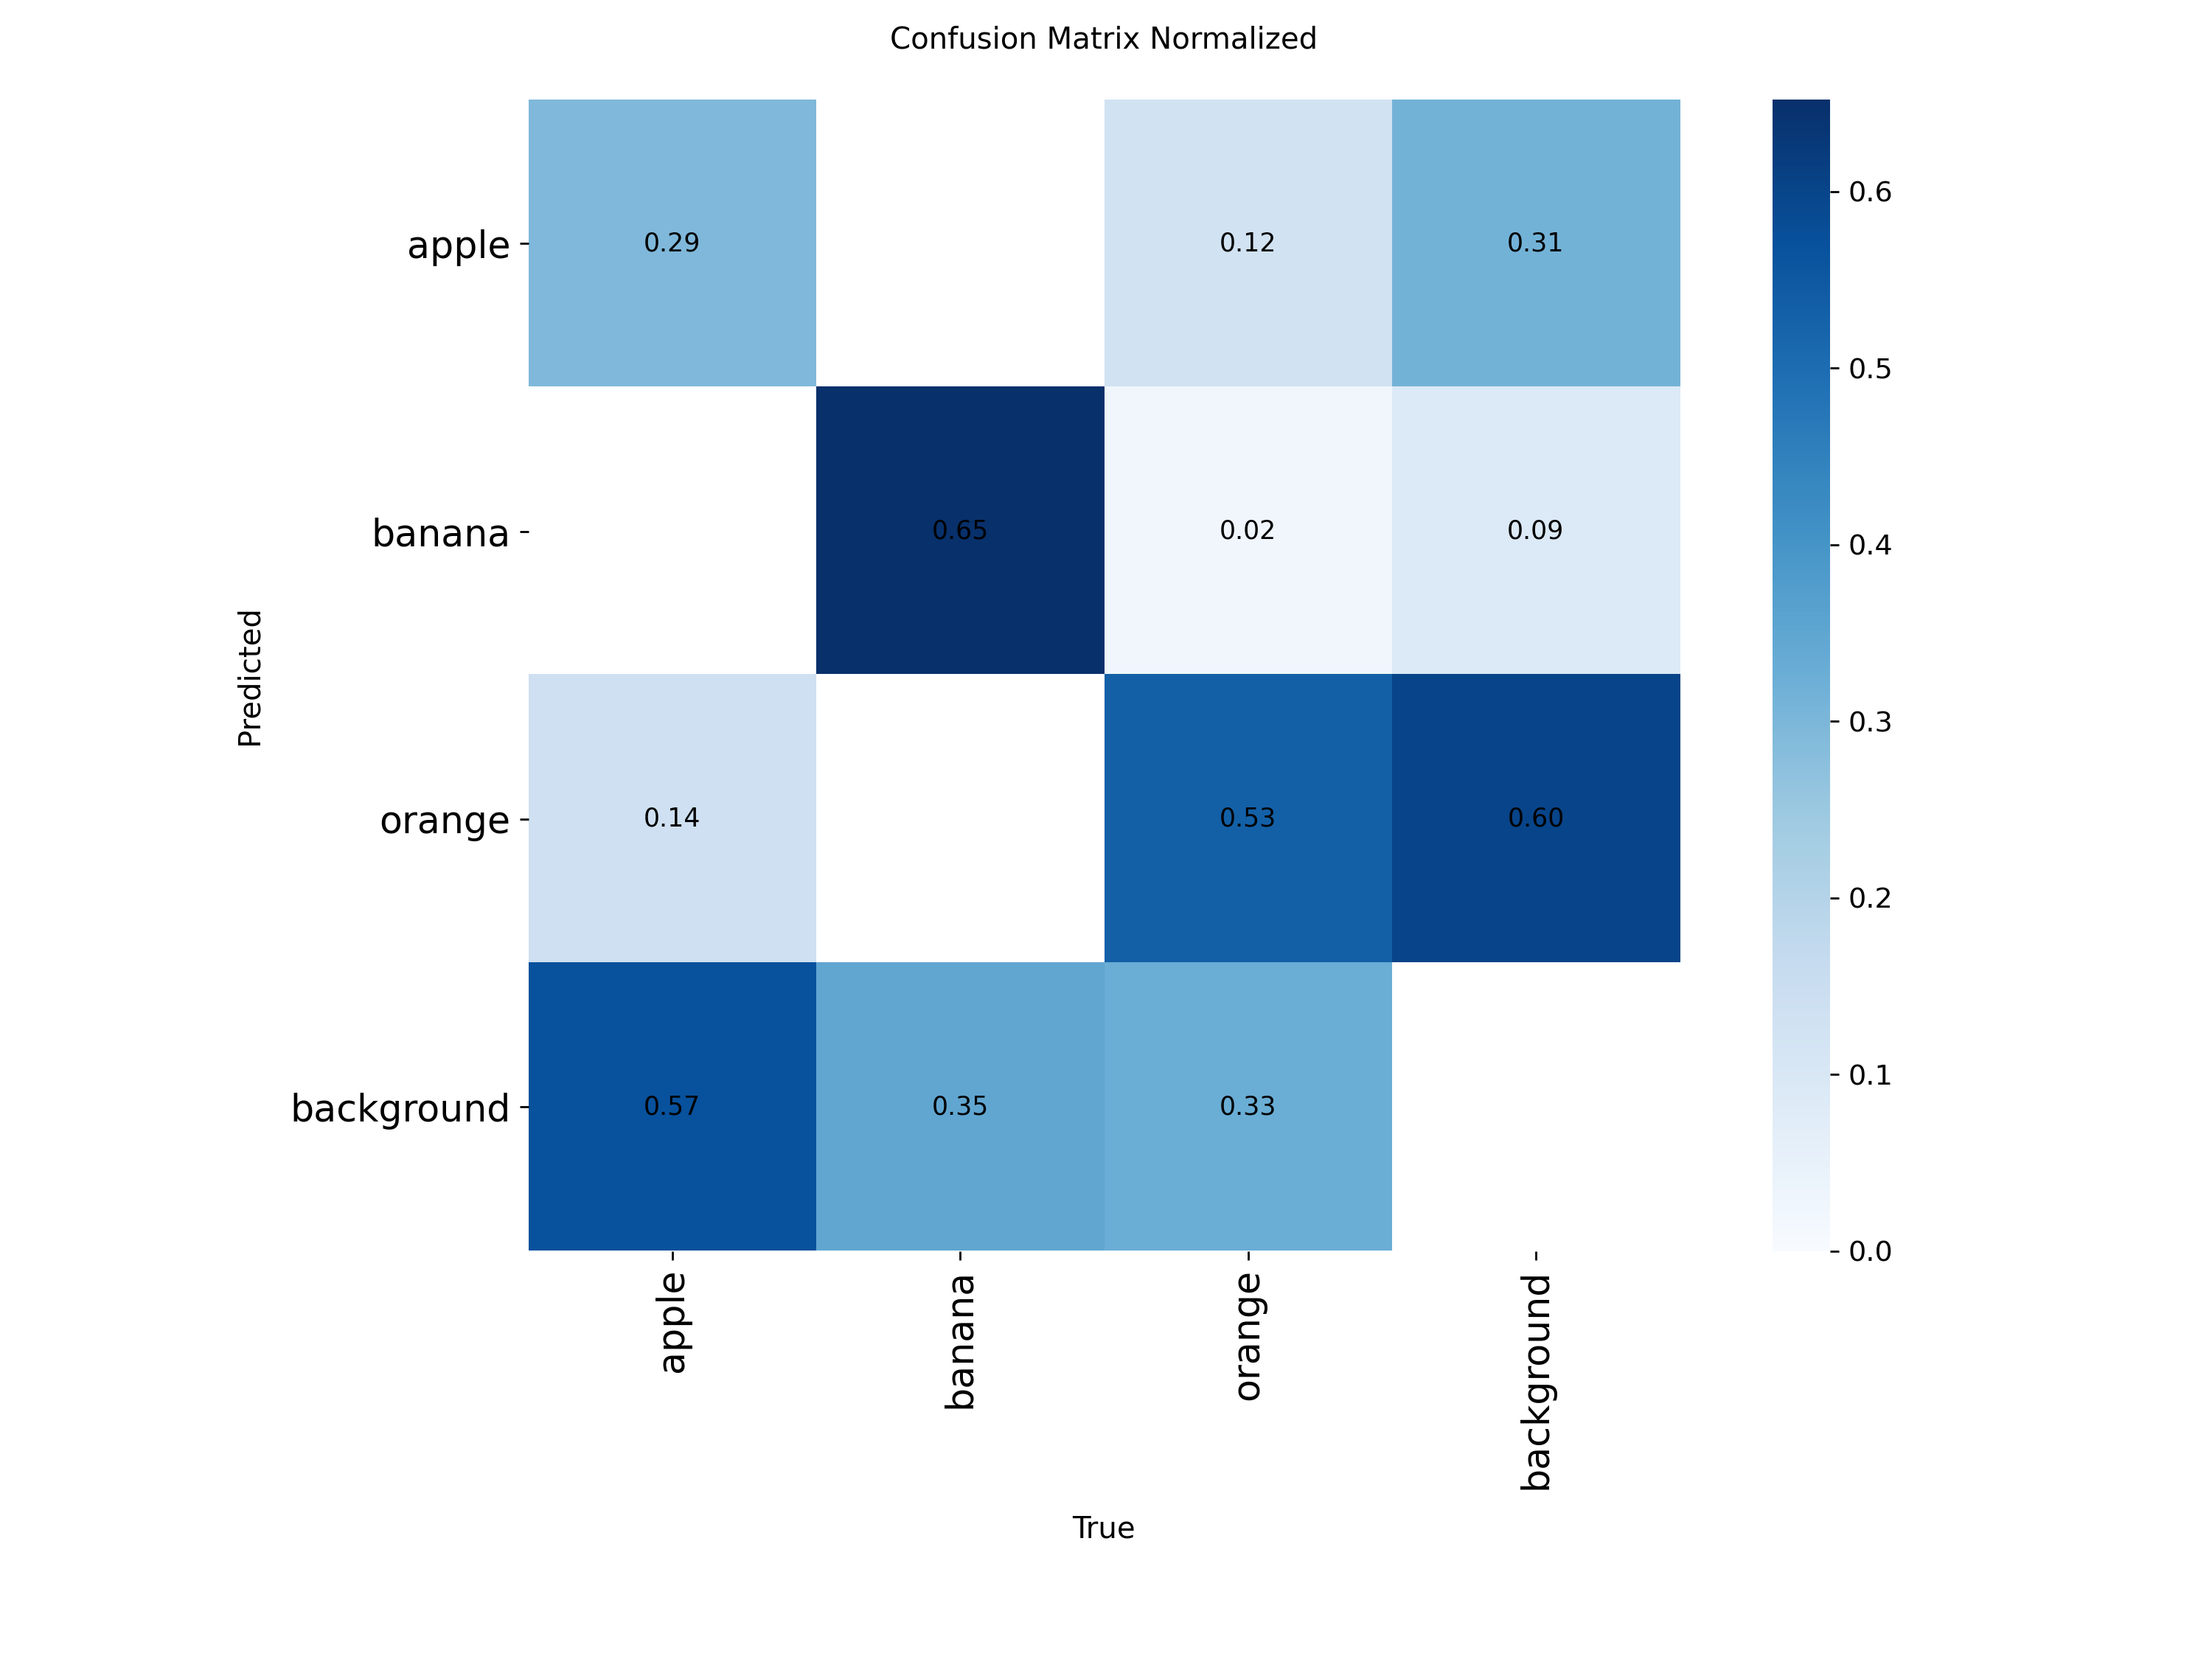 Confusion Matrix Normalized
apple
0.29
0.12
0.31
banana
0.65
0.02
0.09
orange
0.14
0.53
0.60
background
0.57
0.35
0.33
Predicted
apple
banana
orange
background
True
0.6
0.5
0.4
0.3
0.2
0.1
0.0